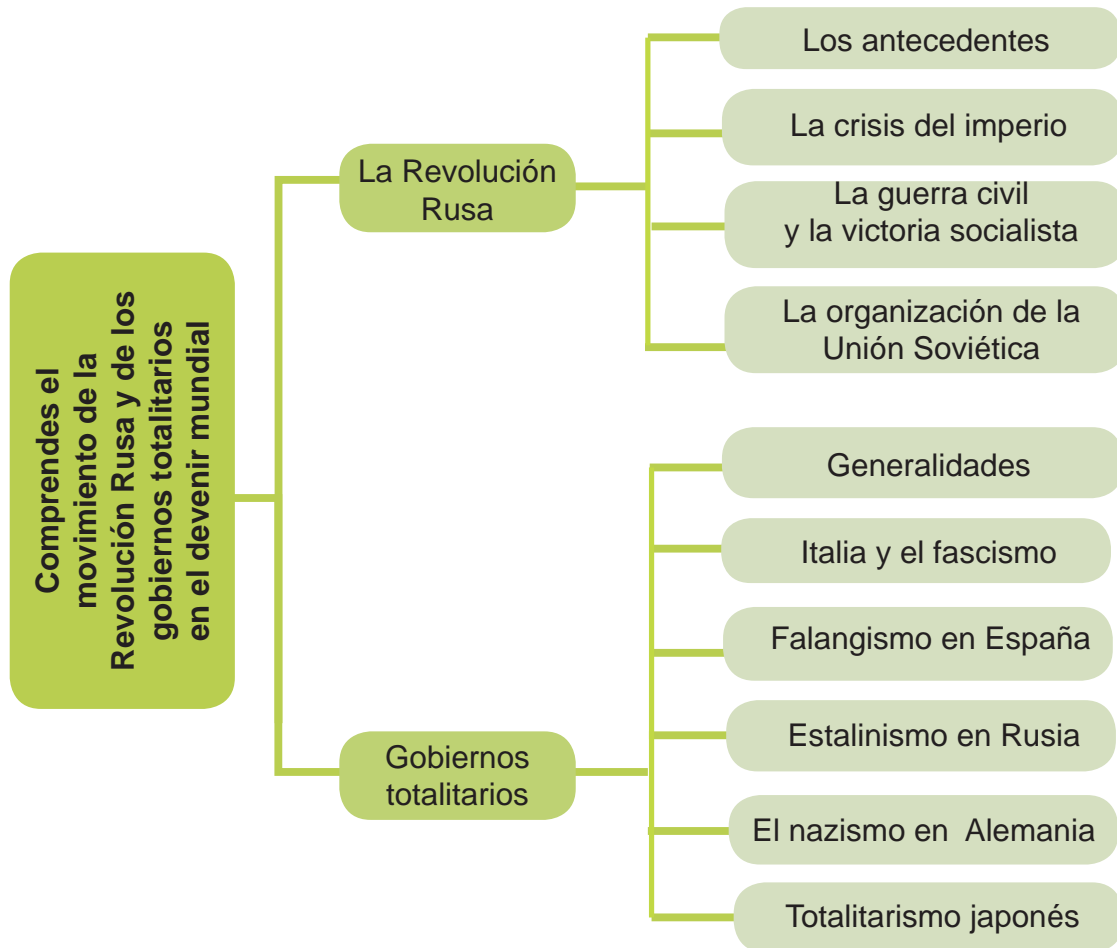 Comprendes el
movimiento de la
Revolución Rusa y de los
gobiernos totalitarios
en el devenir mundial
La Revolución
Rusa
Los antecedentes
La crisis del imperio
La guerra civil
y la victoria socialista
La organización de la
Unión Soviética
Gobiernos
totalitarios
Generalidades
Italia y el fascismo
Falangismo en España
Estalinismo en Rusia
El nazismo en  Alemania
Totalitarismo japonés